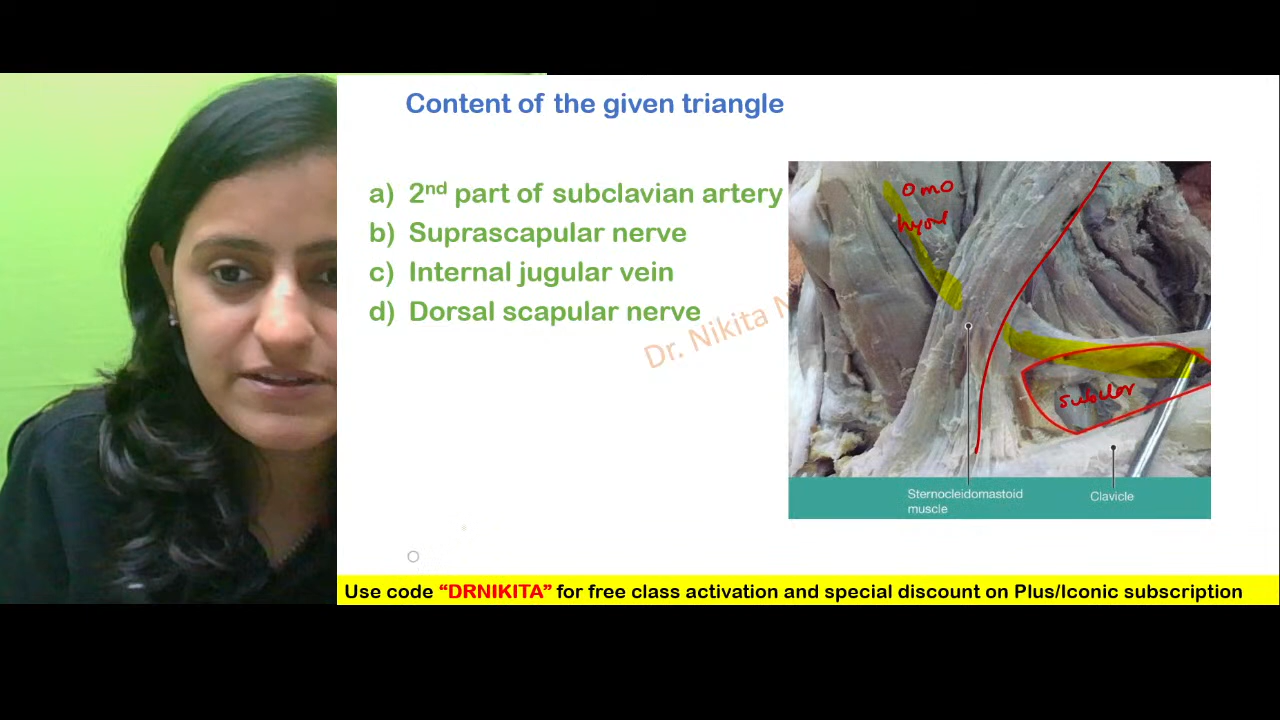 Content of the given triangle
a) 2nd part of subclavian artery
b) Suprascapular nerve
c) Internal jugular vein
d) Dorsal scapular nerve
Dr. Nikita N
omo
hyoi
subclav
Sternocleidomastoid
muscle
Clavicle
Use code “DRNIKITA” for free class activation and special discount on Plus/Iconic subscription